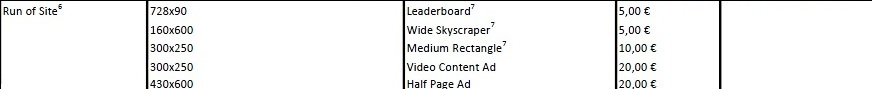 Run of Site⁶ 728x90 Leaderboard⁷ 5,00 €
160x600 Wide Skyscraper⁷ 5,00 €
300x250 Medium Rectangle⁷ 10,00 €
300x250 Video Content Ad 20,00 €
430x600 Half Page Ad 20,00 €